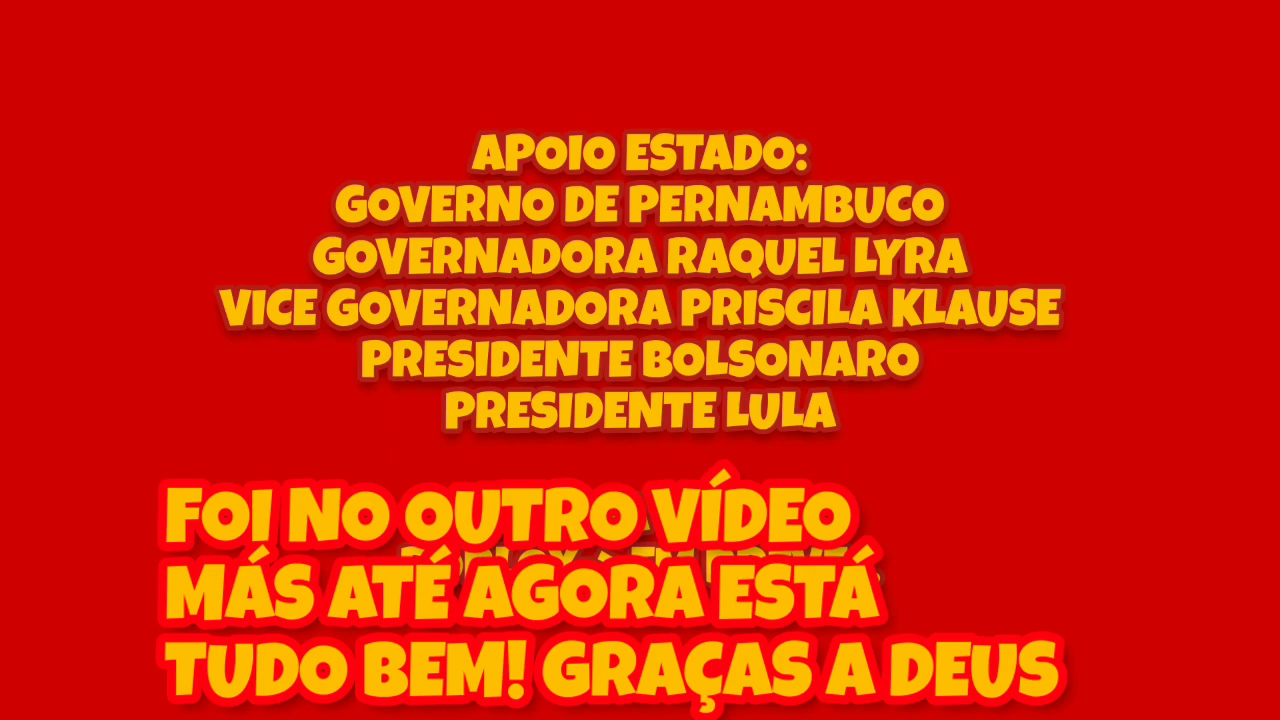 APOIO ESTADO:
GOVERNO DE PERNAMBUCO
GOVERNADORA RAQUEL LYRA
VICE GOVERNADORA PRISCILA KLAUSE
PRESIDENTE BOLSONARO
PRESIDENTE LULA
FOI NO OUTRO VÍDEO
MÁS ATÉ AGORA ESTÁ
TUDO BEM! GRAÇAS A DEUS